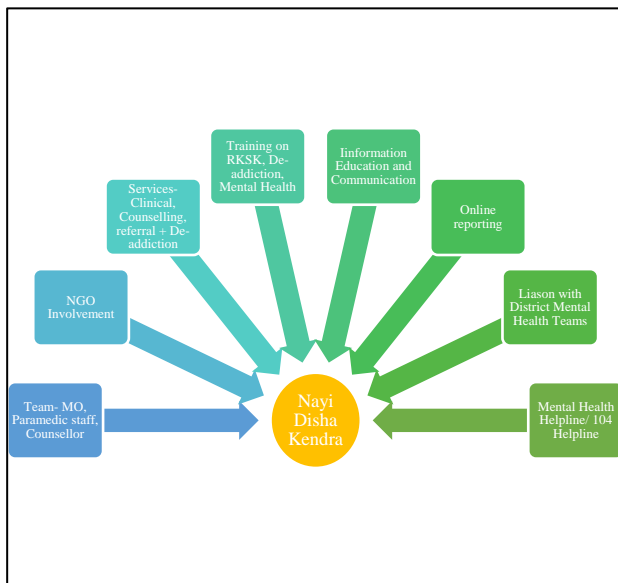 Team- MO,
Paramedic staff,
Counsellor
NGO
Involvement
Services-
Clinical,
Counselling,
referral + De-
addiction
Training on
RKSK, De-
addiction,
Mental Health
Iinformation
Education and
Communication
Online
reporting
Liason with
District Mental
Health Teams
Mental Health
Helpline/ 104
Helpline
Nayi
Disha
Kendra